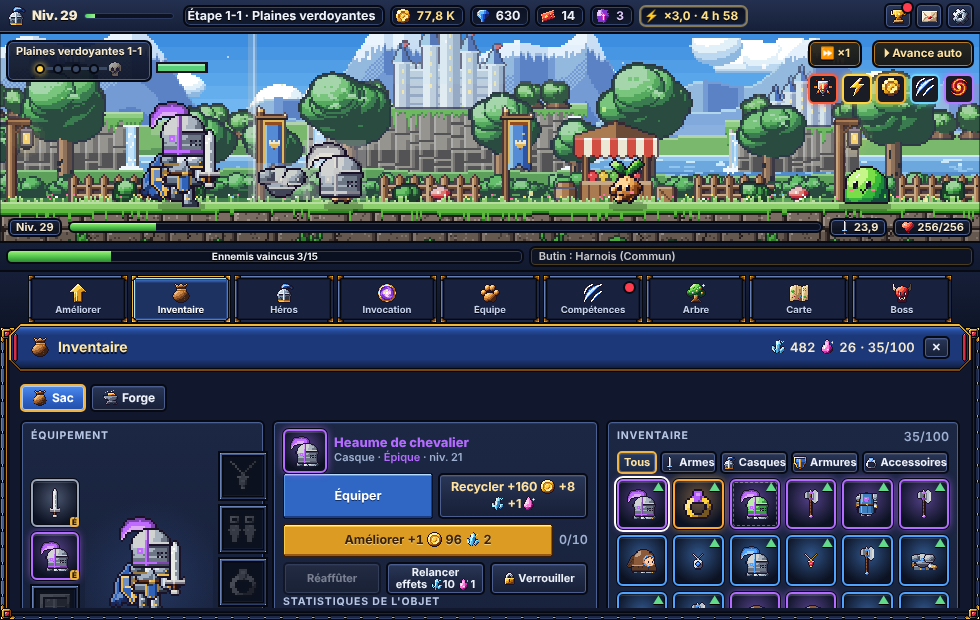 Niv. 29
Étape 1-1 · Plaines verdoyantes
77,8 K
630
14
3
×3,0 · 4 h 58
Plaines verdoyantes 1-1
×1
Avance auto
Niv. 29
23,9
256/256
Ennemis vaincus 3/15
Butin : Harnois (Commun)
Améliorer
Inventaire
Héros
Invocation
Equipe
Compétences
Arbre
Carte
Boss
Inventaire
482
26 · 35/100
×
Sac
Forge
ÉQUIPEMENT
E
E
Heaume de chevalier
Casque · Épique · niv. 21
Équiper
Recycler +160 +8
+1
Améliorer +1 96 2
0/10
Réaffûter
Relancer
effets 10 1
Verrouiller
STATISTIQUES DE L'OBJET
INVENTAIRE
35/100
Tous
Armes
Casques
Armures
Accessoires